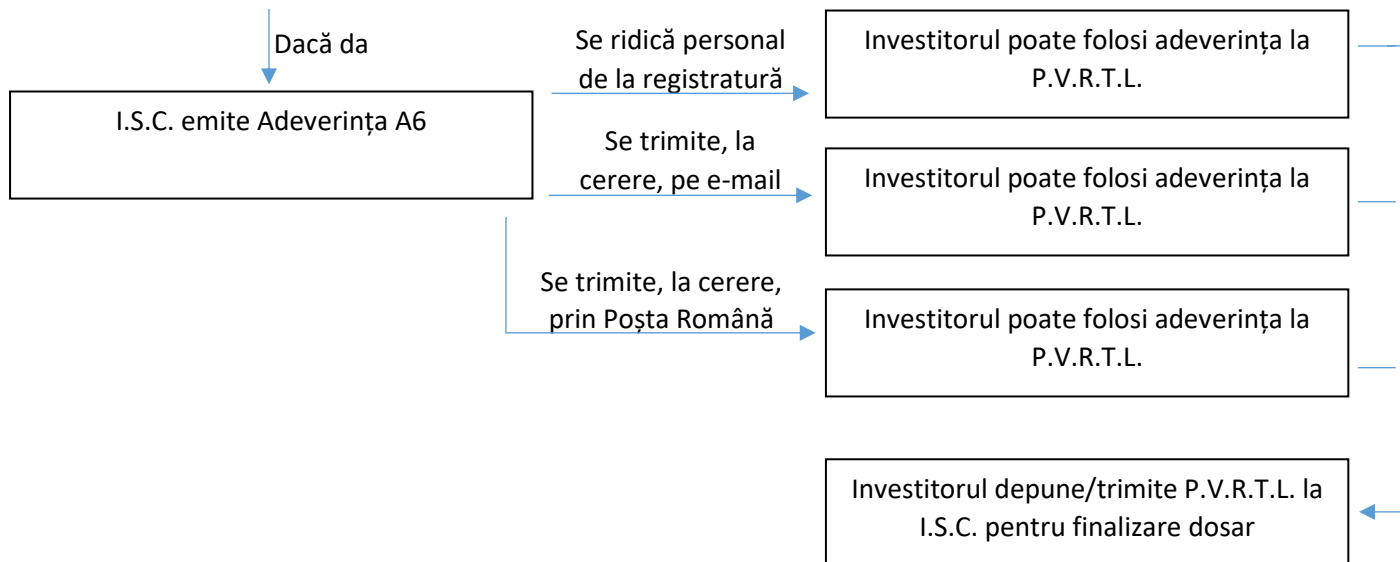 Dacă da
I.S.C. emite Adeverința A6
Se ridică personal
de la registratură
Investitorul poate folosi adeverința la
P.V.R.T.L.
Se trimite, la
cerere, pe e-mail
Investitorul poate folosi adeverința la
P.V.R.T.L.
Se trimite, la cerere,
prin Poșta Română
Investitorul poate folosi adeverința la
P.V.R.T.L.
Investitorul depune/trimite P.V.R.T.L. la
I.S.C. pentru finalizare dosar